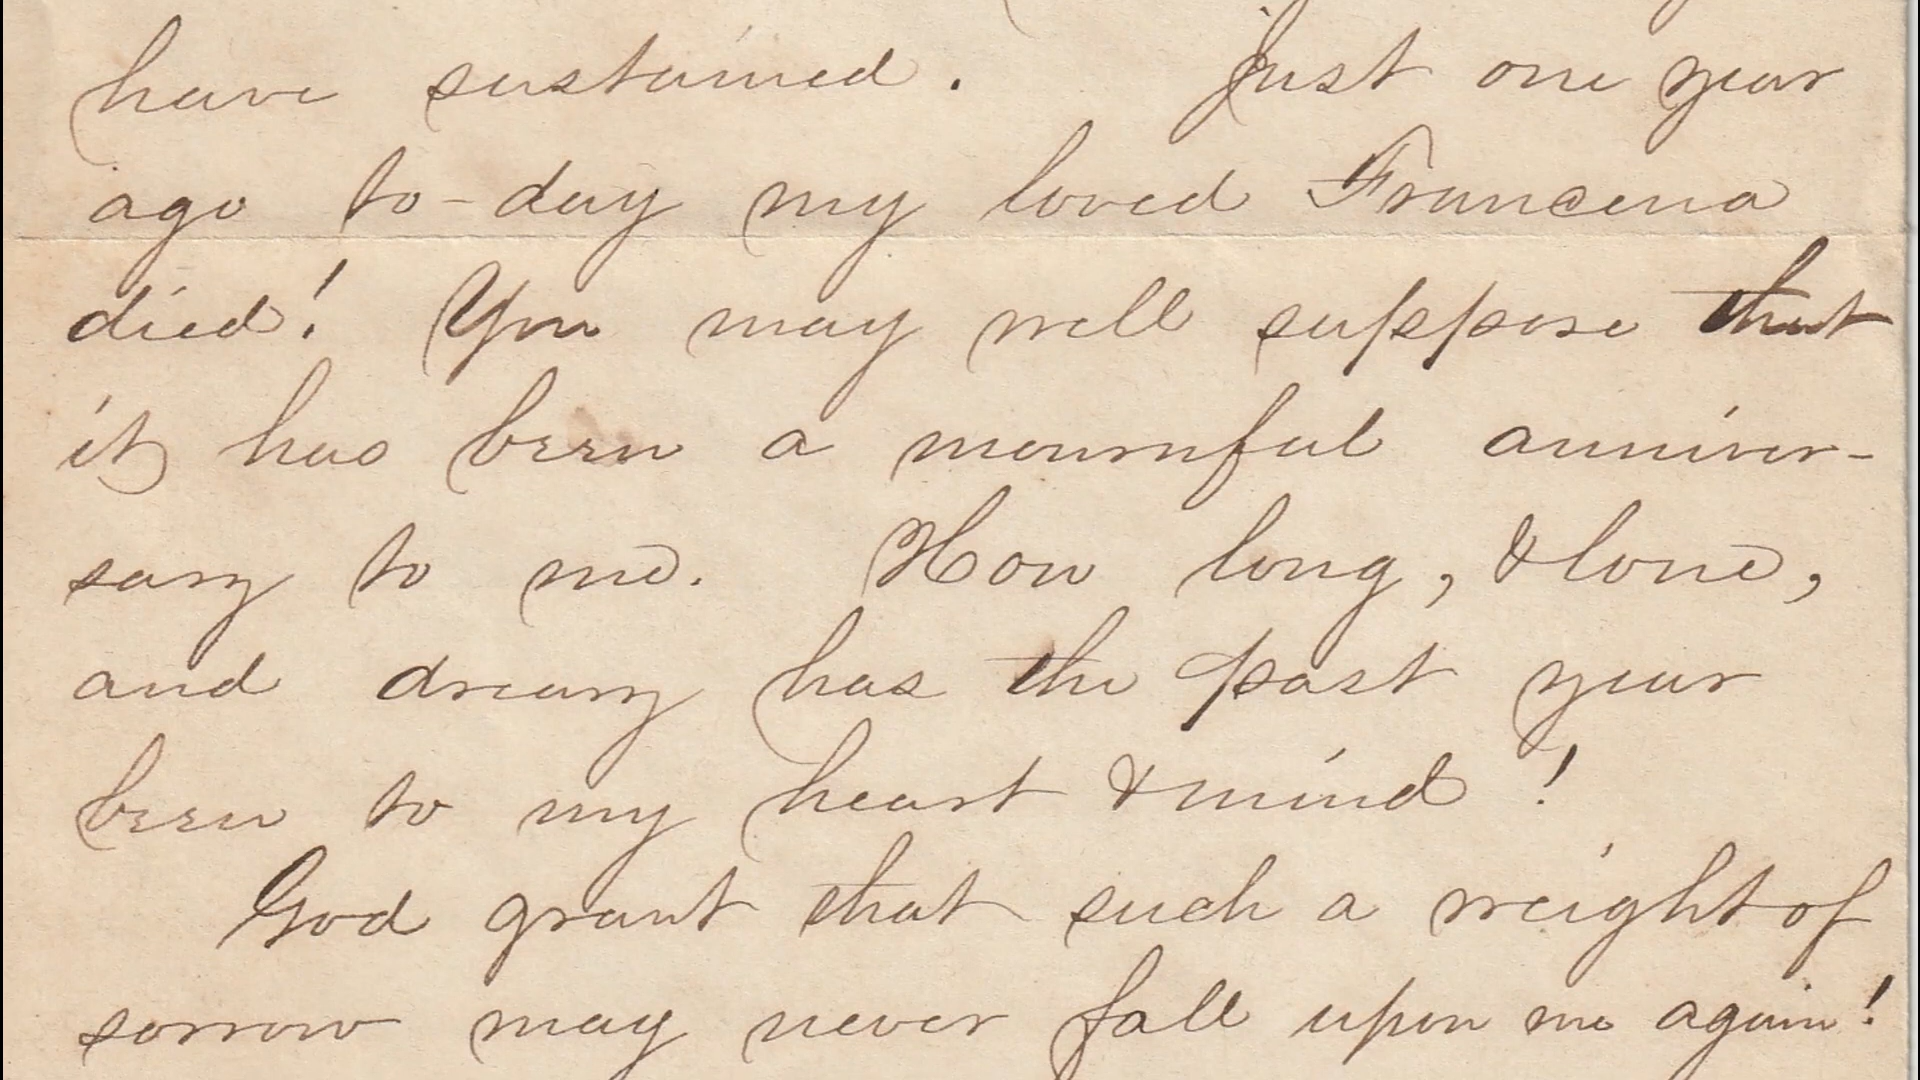 have sustained. Just one year
ago to-day my loved Francena
died! You may well suppose that
it has been a mournful anniver-
sary to me. How long, & lone,
and dreary has the past year
been to my heart & mind!
God grant that such a weight of
sorrow may never fall upon me again!